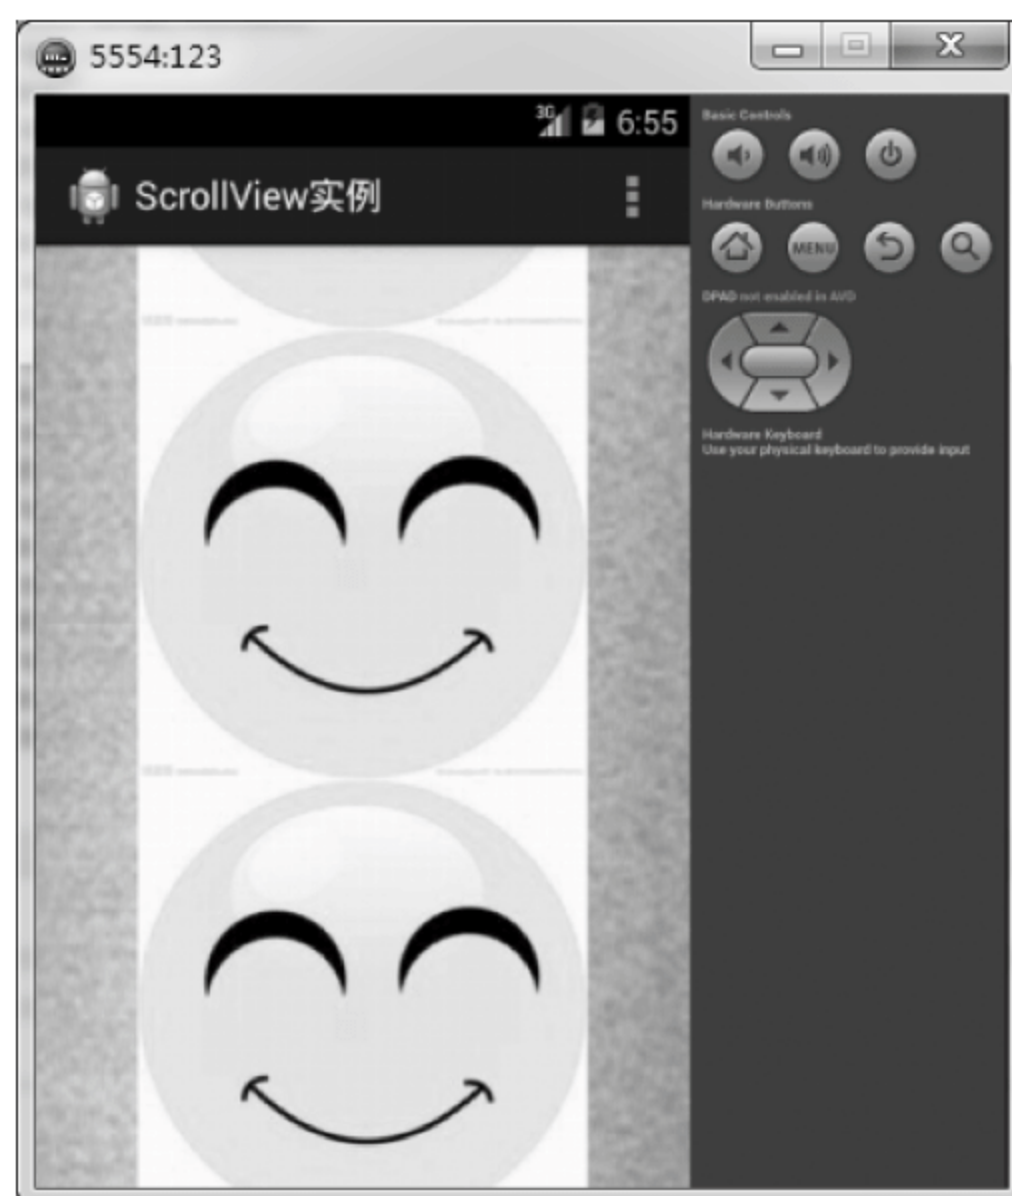 5554:123
3G 6:55
ScrollView实例
Basic Controls
Hardware Buttons
MENU
DPAD not enabled in AVD
Hardware Keyboard
Use your physical keyboard to provide input